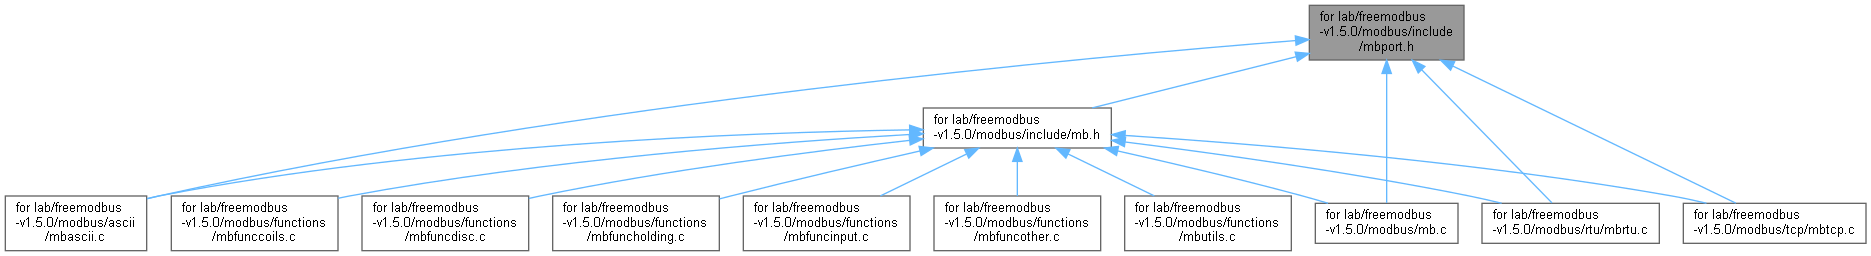 for lab/freemodbus
-v1.5.0/modbus/include
/mbport.h
for lab/freemodbus
-v1.5.0/modbus/include/mb.h
for lab/freemodbus
-v1.5.0/modbus/ascii
/mbascii.c
for lab/freemodbus
-v1.5.0/modbus/functions
/mbfunccoils.c
for lab/freemodbus
-v1.5.0/modbus/functions
/mbfuncdisc.c
for lab/freemodbus
-v1.5.0/modbus/functions
/mbfuncholding.c
for lab/freemodbus
-v1.5.0/modbus/functions
/mbfuncinput.c
for lab/freemodbus
-v1.5.0/modbus/functions
/mbfuncother.c
for lab/freemodbus
-v1.5.0/modbus/functions
/mbutils.c
for lab/freemodbus
-v1.5.0/modbus/mb.c
for lab/freemodbus
-v1.5.0/modbus/rtu/mbrtu.c
for lab/freemodbus
-v1.5.0/modbus/tcp/mbtcp.c